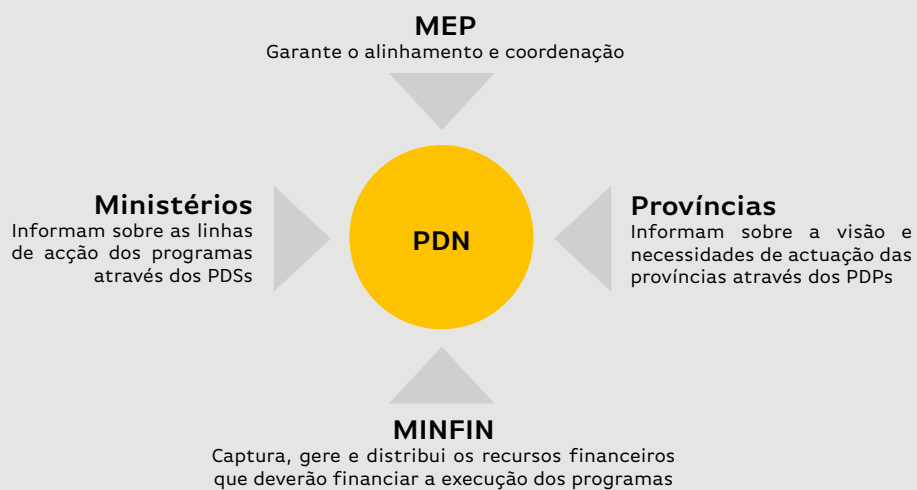 MEP
Garante o alinhamento e coordenação
Ministérios
Informam sobre as linhas
de acção dos programas
através dos PDSs
PDN
Províncias
Informam sobre a visão e
necessidades de actuação das
províncias através dos PDPs
MINFIN
Captura, gere e distribui os recursos financeiros
que deverão financiar a execução dos programas